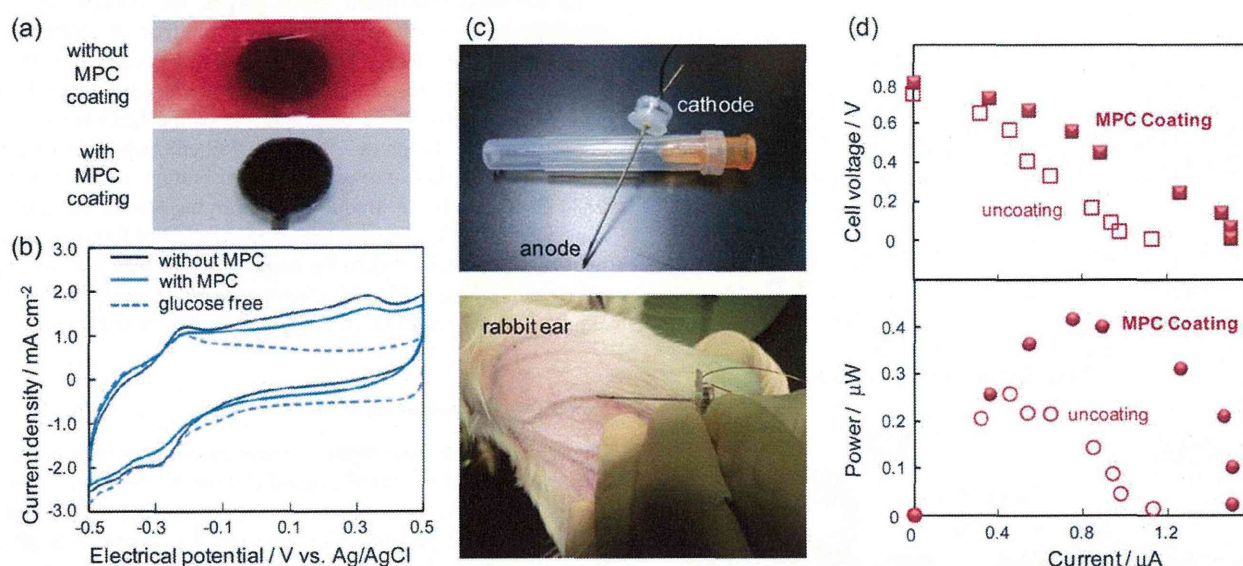 (a)
without
MPC
coating
with
MPC
coating
(b)
3.0
2.0
1.0
0
-1.0
-2.0
-3.0
Current density / mA cm⁻²
without MPC
with MPC
glucose free
-0.5
-0.3
-0.1
0.1
0.3
0.5
Electrical potential / V vs. Ag/AgCl
(c)
cathode
anode
rabbit ear
(d)
0.8
0.6
0.4
0.2
0
Cell voltage / V
MPC Coating
uncoating
0.4
0.3
0.2
0.1
0
Power / μW
MPC Coating
uncoating
0
0.4
0.8
1.2
Current / μA